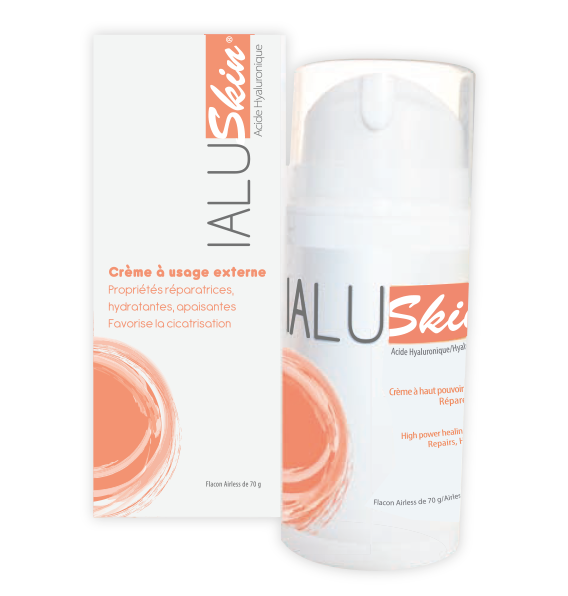 IALU Skin®
Acide Hyaluronique
Crème à usage externe
Propriétés réparatrices,
hydratantes, apaisantes
Favorise la cicatrisation
Flacon Airless de 70 g
IALU Skin
Acide Hyaluronique/Hyal
Crème à haut pouvoir
Répare
High power healin
Repairs, H
Flacon Airless de 70 g/Airles